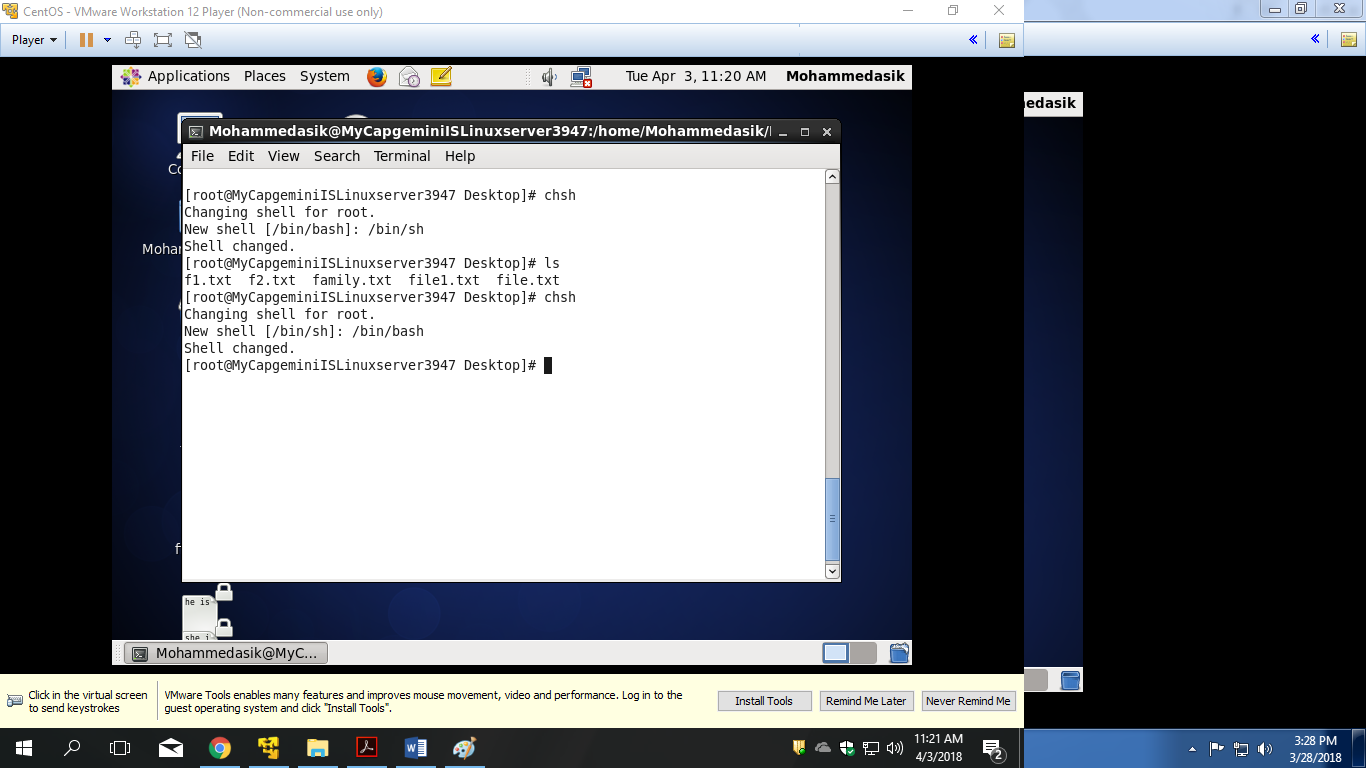 CentOS - VMware Workstation 12 Player (Non-commercial use only)
Player
Applications Places System Tue Apr 3, 11:20 AM Mohammedasik
edasik
Mohammedasik@MyCapgeminiISLinuxserver3947:/home/Mohammedasik/
File Edit View Search Terminal Help
[root@MyCapgeminiISLinuxserver3947 Desktop]# chsh
Changing shell for root.
New shell [/bin/bash]: /bin/sh
Shell changed.
[root@MyCapgeminiISLinuxserver3947 Desktop]# ls
f1.txt f2.txt family.txt file1.txt file.txt
[root@MyCapgeminiISLinuxserver3947 Desktop]# chsh
Changing shell for root.
New shell [/bin/sh]: /bin/bash
Shell changed.
[root@MyCapgeminiISLinuxserver3947 Desktop]#
Co
Moha
f
he is
she i
Mohammedasik@MyC...
Click in the virtual screen
to send keystrokes
VMware Tools enables many features and improves mouse movement, video and performance. Log in to the
guest operating system and click "Install Tools".
Install Tools Remind Me Later Never Remind Me
11:21 AM
4/3/2018
2
3:28 PM
3/28/2018